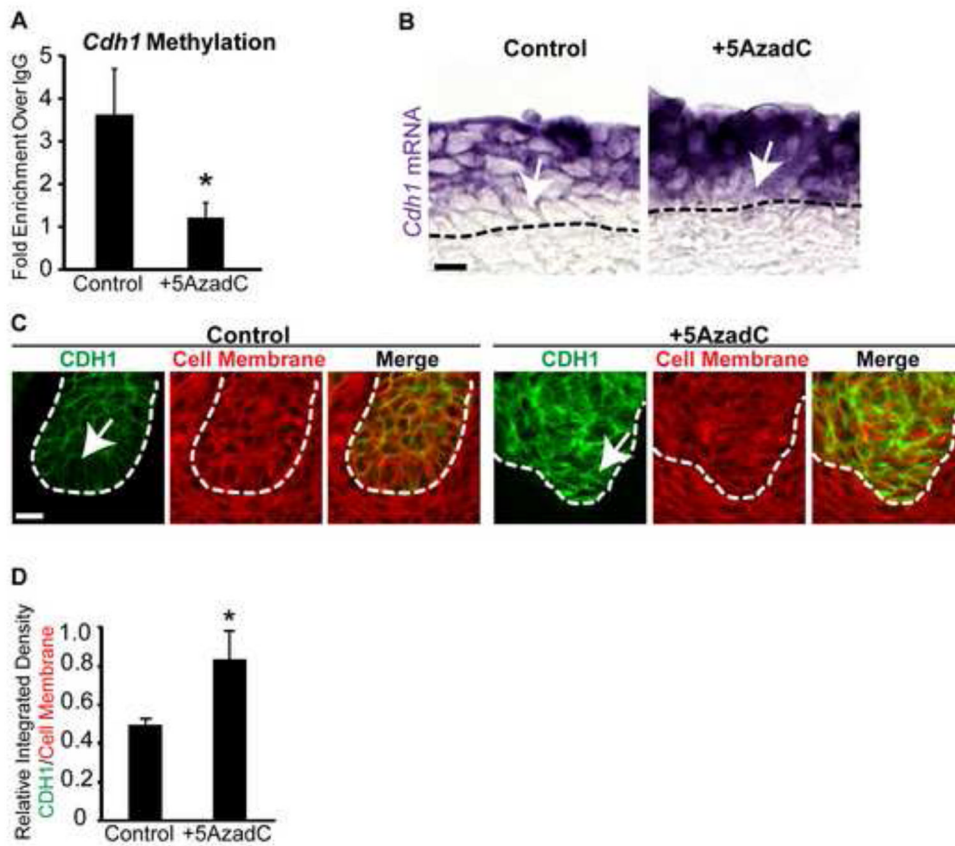 A
Cdh1 Methylation
Fold Enrichment Over IgG
5
4
3
2
1
0
*
Control +5AzadC
B
Control +5AzadC
Cdh1 mRNA
C
Control +5AzadC
CDH1 Cell Membrane Merge CDH1 Cell Membrane Merge
D
Relative Integrated Density
CDH1/Cell Membrane
1.0
0.8
0.6
0.4
0.2
0
*
Control +5AzadC